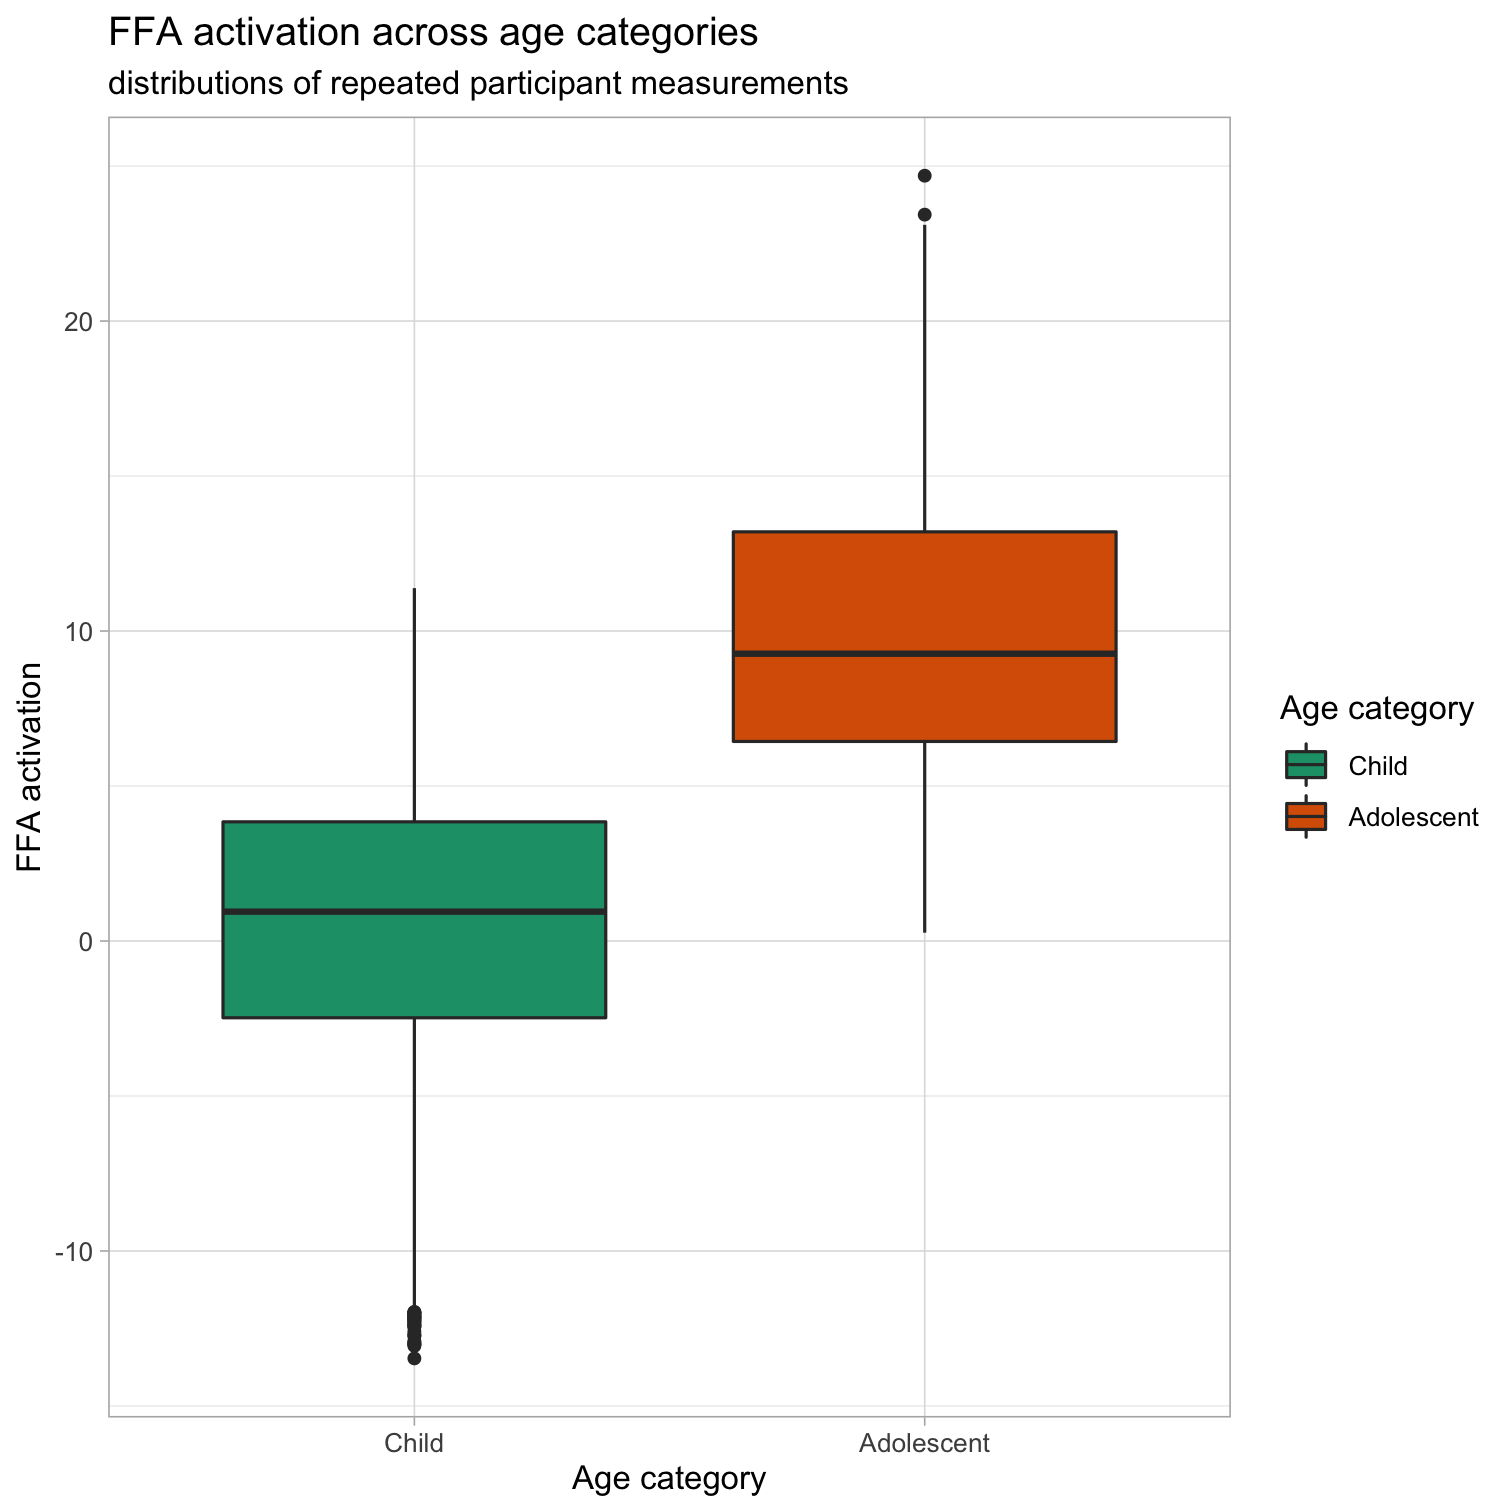 FFA activation across age categories
distributions of repeated participant measurements
20
10
0
-10
FFA activation
Child
Adolescent
Age category
Age category
Child
Adolescent